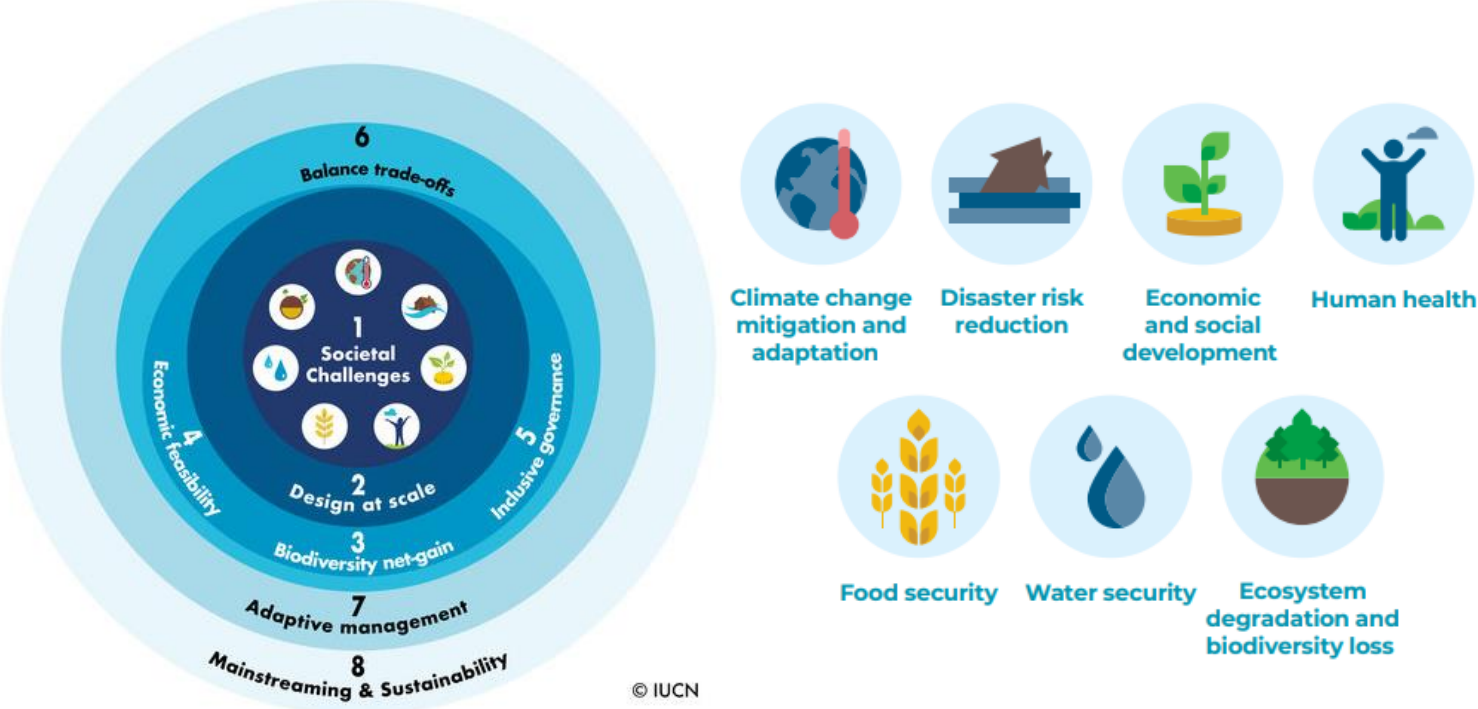 6
Balance trade-offs
1
Societal
Challenges
4
Economic feasibility
5
Inclusive governance
2
Design at scale
3
Biodiversity net-gain
7
Adaptive management
8
Mainstreaming & Sustainability
© IUCN
Climate change
mitigation and
adaptation
Disaster risk
reduction
Economic
and social
development
Human health
Food security
Water security
Ecosystem
degradation and
biodiversity loss